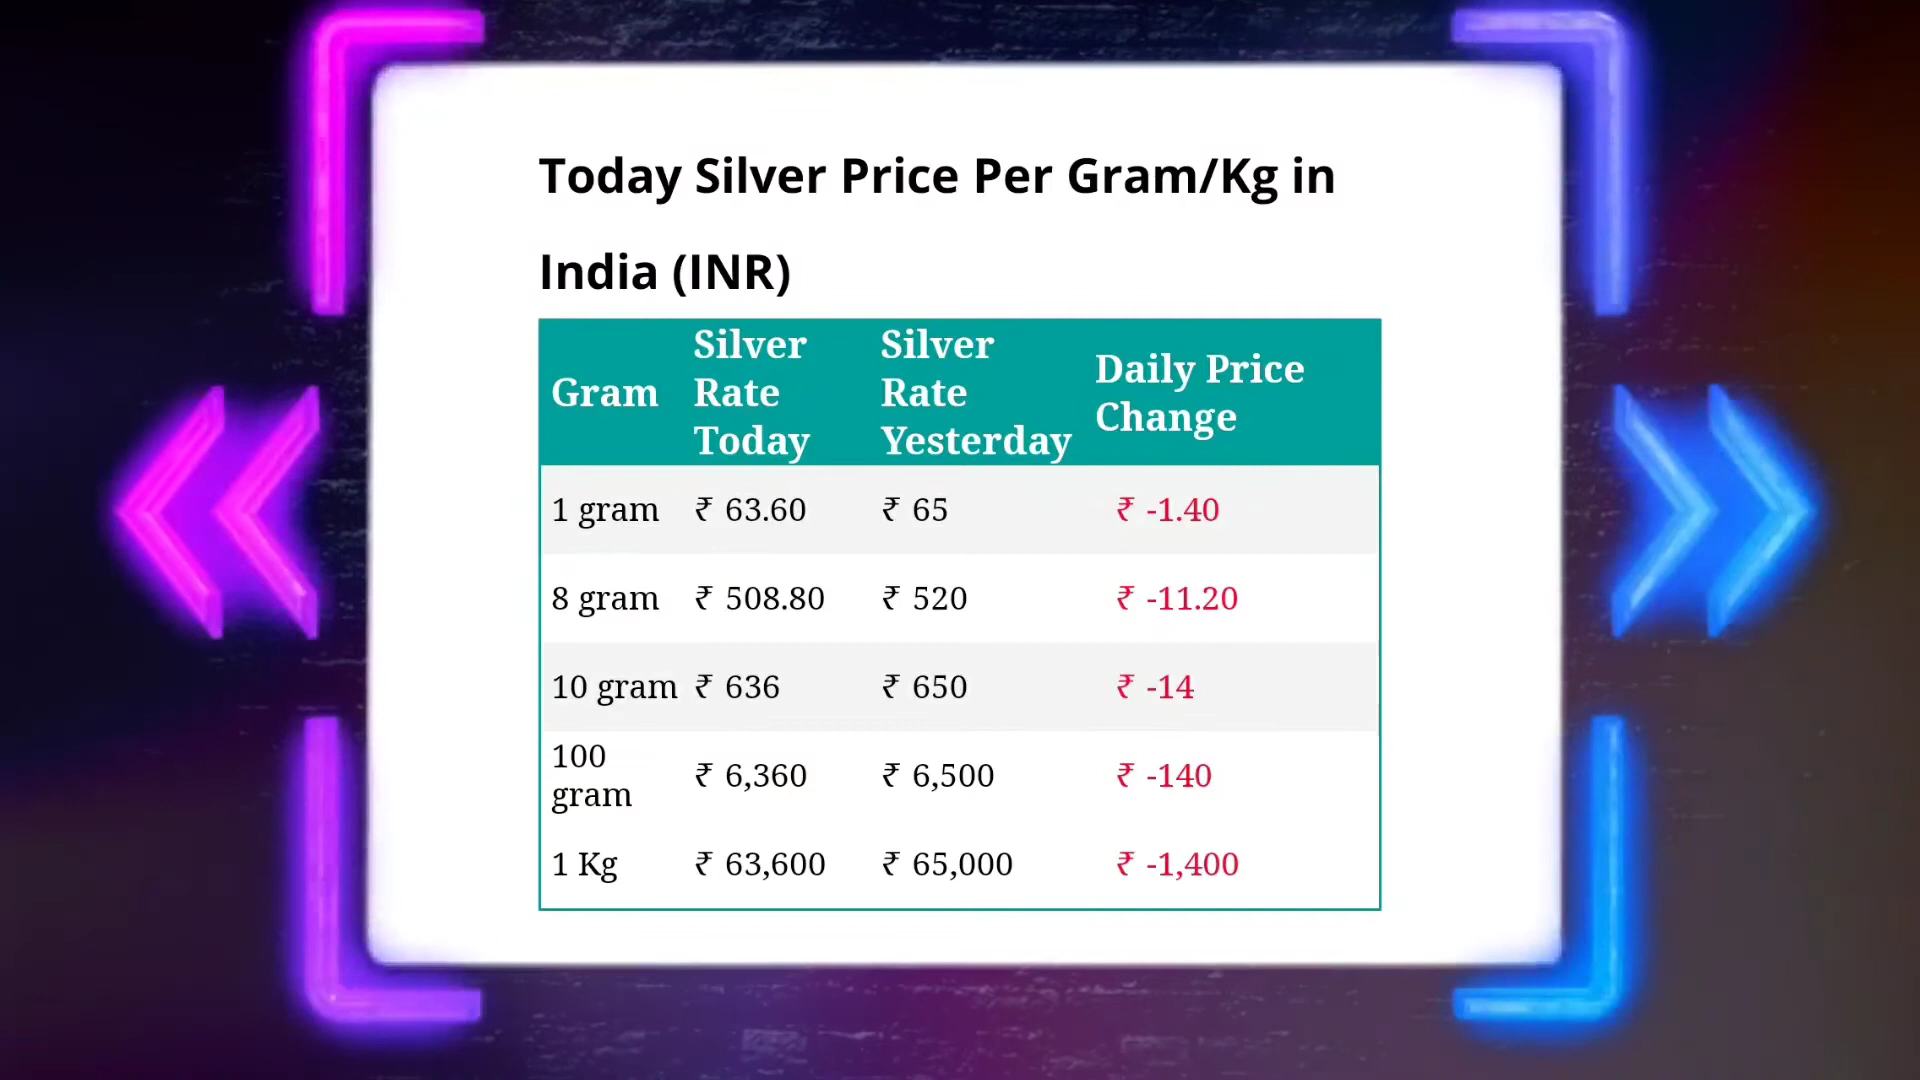 Today Silver Price Per Gram/Kg in
India (INR)
Gram Silver Rate Today Silver Rate Yesterday Daily Price Change
1 gram ₹ 63.60 ₹ 65 ₹ -1.40
8 gram ₹ 508.80 ₹ 520 ₹ -11.20
10 gram ₹ 636 ₹ 650 ₹ -14
100 gram ₹ 6,360 ₹ 6,500 ₹ -140
1 Kg ₹ 63,600 ₹ 65,000 ₹ -1,400